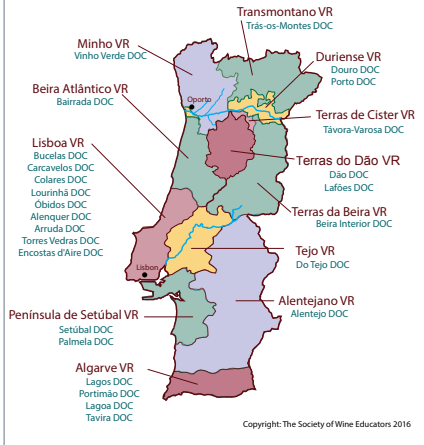 Transmontano VR
Trás-os-Montes DOC
Minho VR
Vinho Verde DOC
Duriense VR
Douro DOC
Porto DOC
Beira Atlântico VR
Bairrada DOC
Oporto
Terras de Cister VR
Távora-Varosa DOC
Lisboa VR
Bucelas DOC
Carcavelos DOC
Colares DOC
Lourinhã DOC
Óbidos DOC
Alenquer DOC
Arruda DOC
Torres Vedras DOC
Encostas d'Aire DOC
Terras do Dão VR
Dão DOC
Lafões DOC
Terras da Beira VR
Beira Interior DOC
Tejo VR
Do Tejo DOC
Lisbon
Alentejano VR
Alentejo DOC
Península de Setúbal VR
Setúbal DOC
Palmela DOC
Algarve VR
Lagos DOC
Portimão DOC
Lagoa DOC
Tavira DOC
Copyright: The Society of Wine Educators 2016